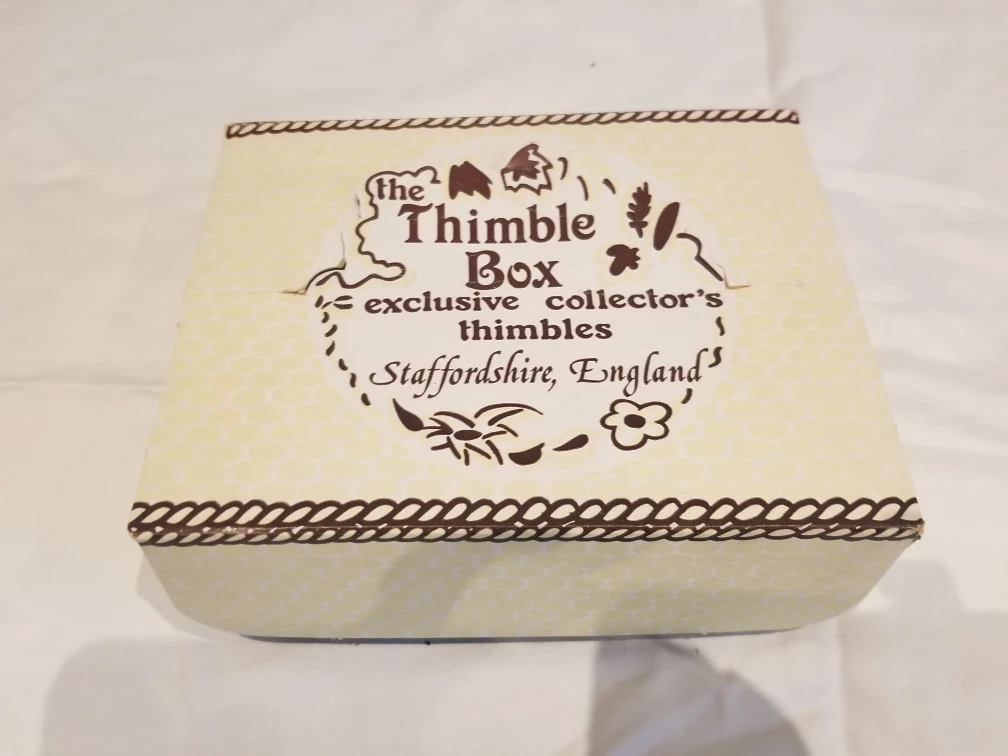 the
Thimble
Box
exclusive collector's
thimbles
Staffordshire, England